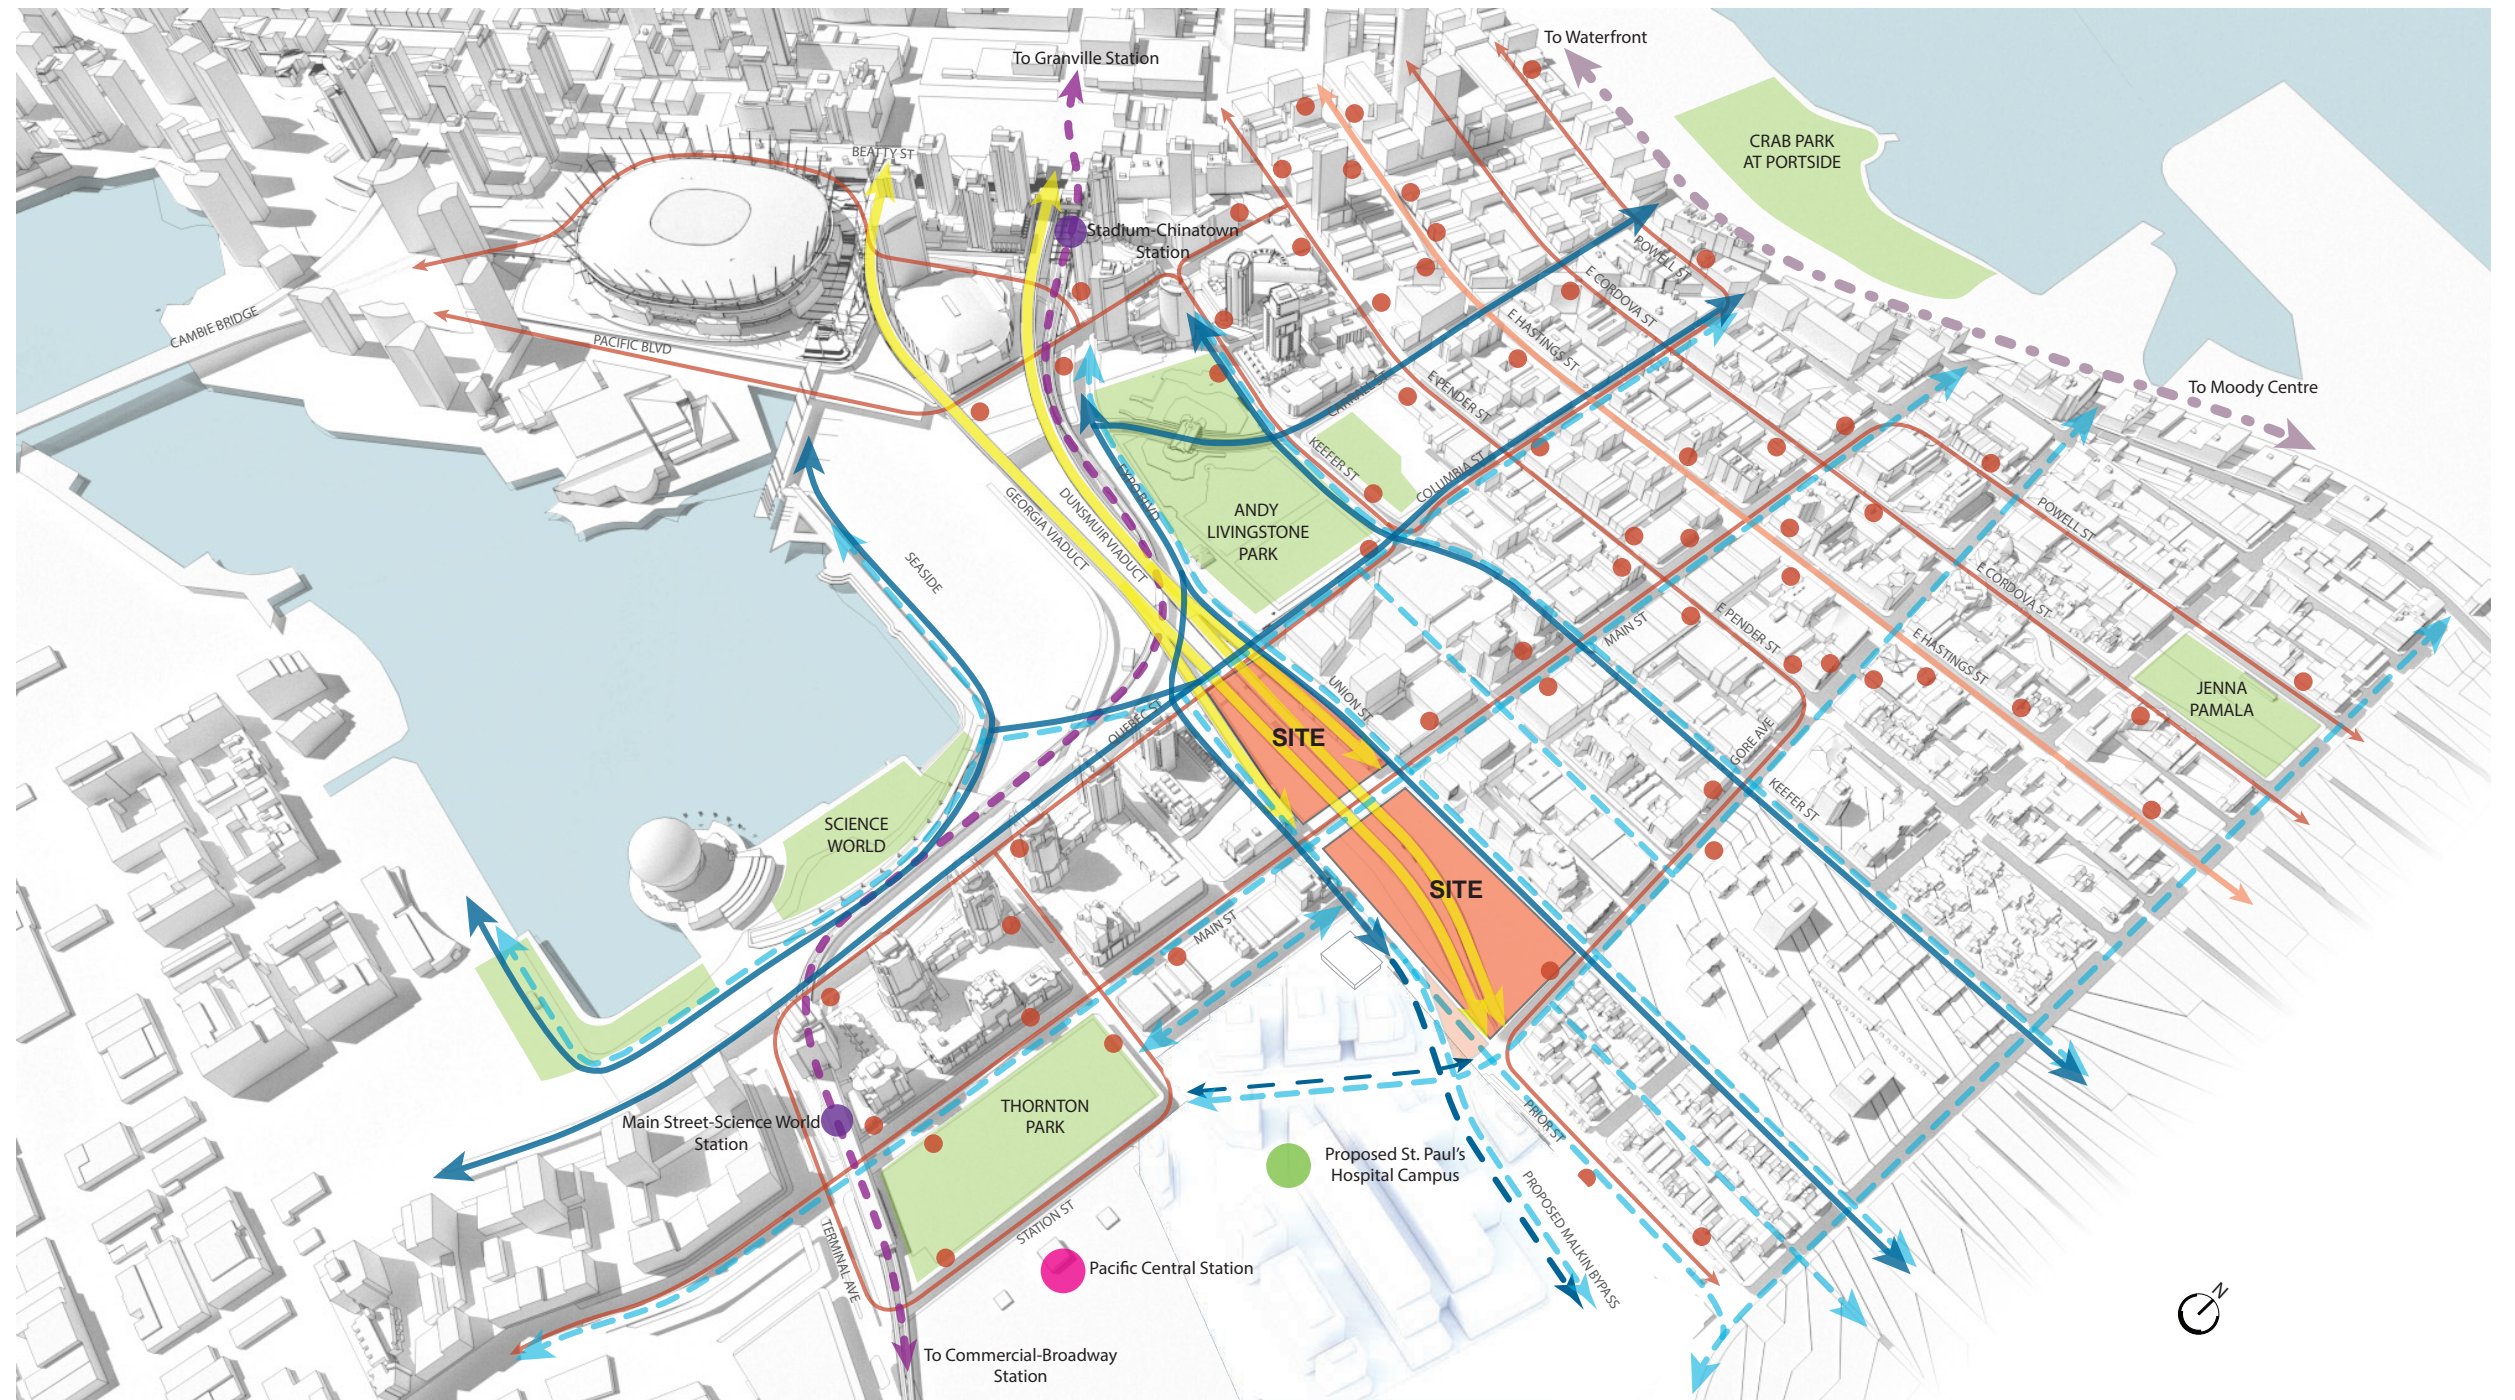 To Waterfront
To Granville Station
CRAB PARK
AT PORTSIDE
BEATTY ST
Stadium-Chinatown
Station
POWELL ST
E CORDOVA ST
E HASTINGS ST
E PENDER ST
CAMBIE BRIDGE
PACIFIC BLVD
To Moody Centre
CARRALL ST
KEEFER ST
COLUMBIA ST
EXPO BLVD
GEORGIA VIADUCT
DUNSMUIR VIADUCT
ANDY
LIVINGSTONE
PARK
POWELL ST
SEASIDE
E CORDOVA ST
E PENDER ST
MAIN ST
E HASTINGS ST
UNION ST
JENNA
PAMALA
QUEBEC ST
SITE
GORE AVE
KEEFER ST
SCIENCE
WORLD
SITE
MAIN ST
THORNTON
PARK
Main Street-Science World
Station
PRIOR ST
Proposed St. Paul’s
Hospital Campus
PROPOSED MALKIN BYPASS
STATION ST
TERMINAL AVE
Pacific Central Station
N
To Commercial-Broadway
Station